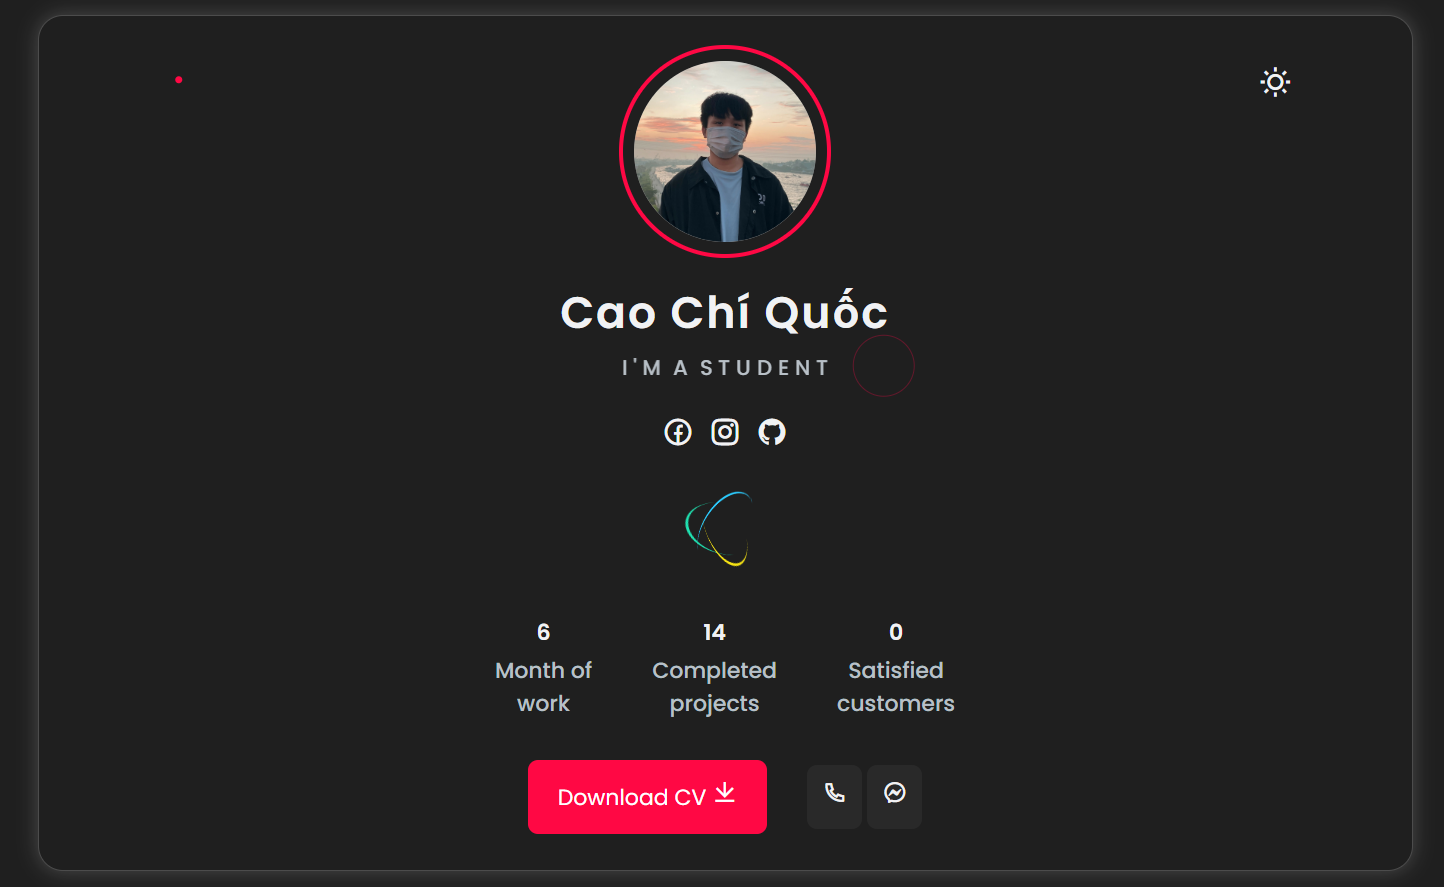 Cao Chí Quốc
I'M A STUDENT
6
Month of
work
14
Completed
projects
0
Satisfied
customers
Download CV